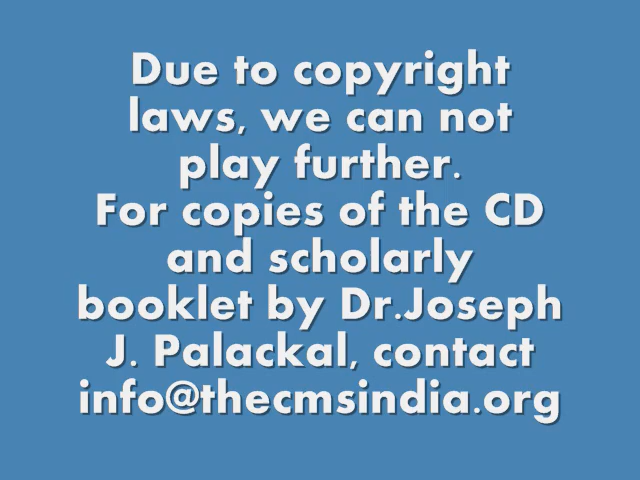 Due to copyright
laws, we can not
play further.
For copies of the CD
and scholarly
booklet by Dr.Joseph
J. Palackal, contact
info@thecmsindia.org